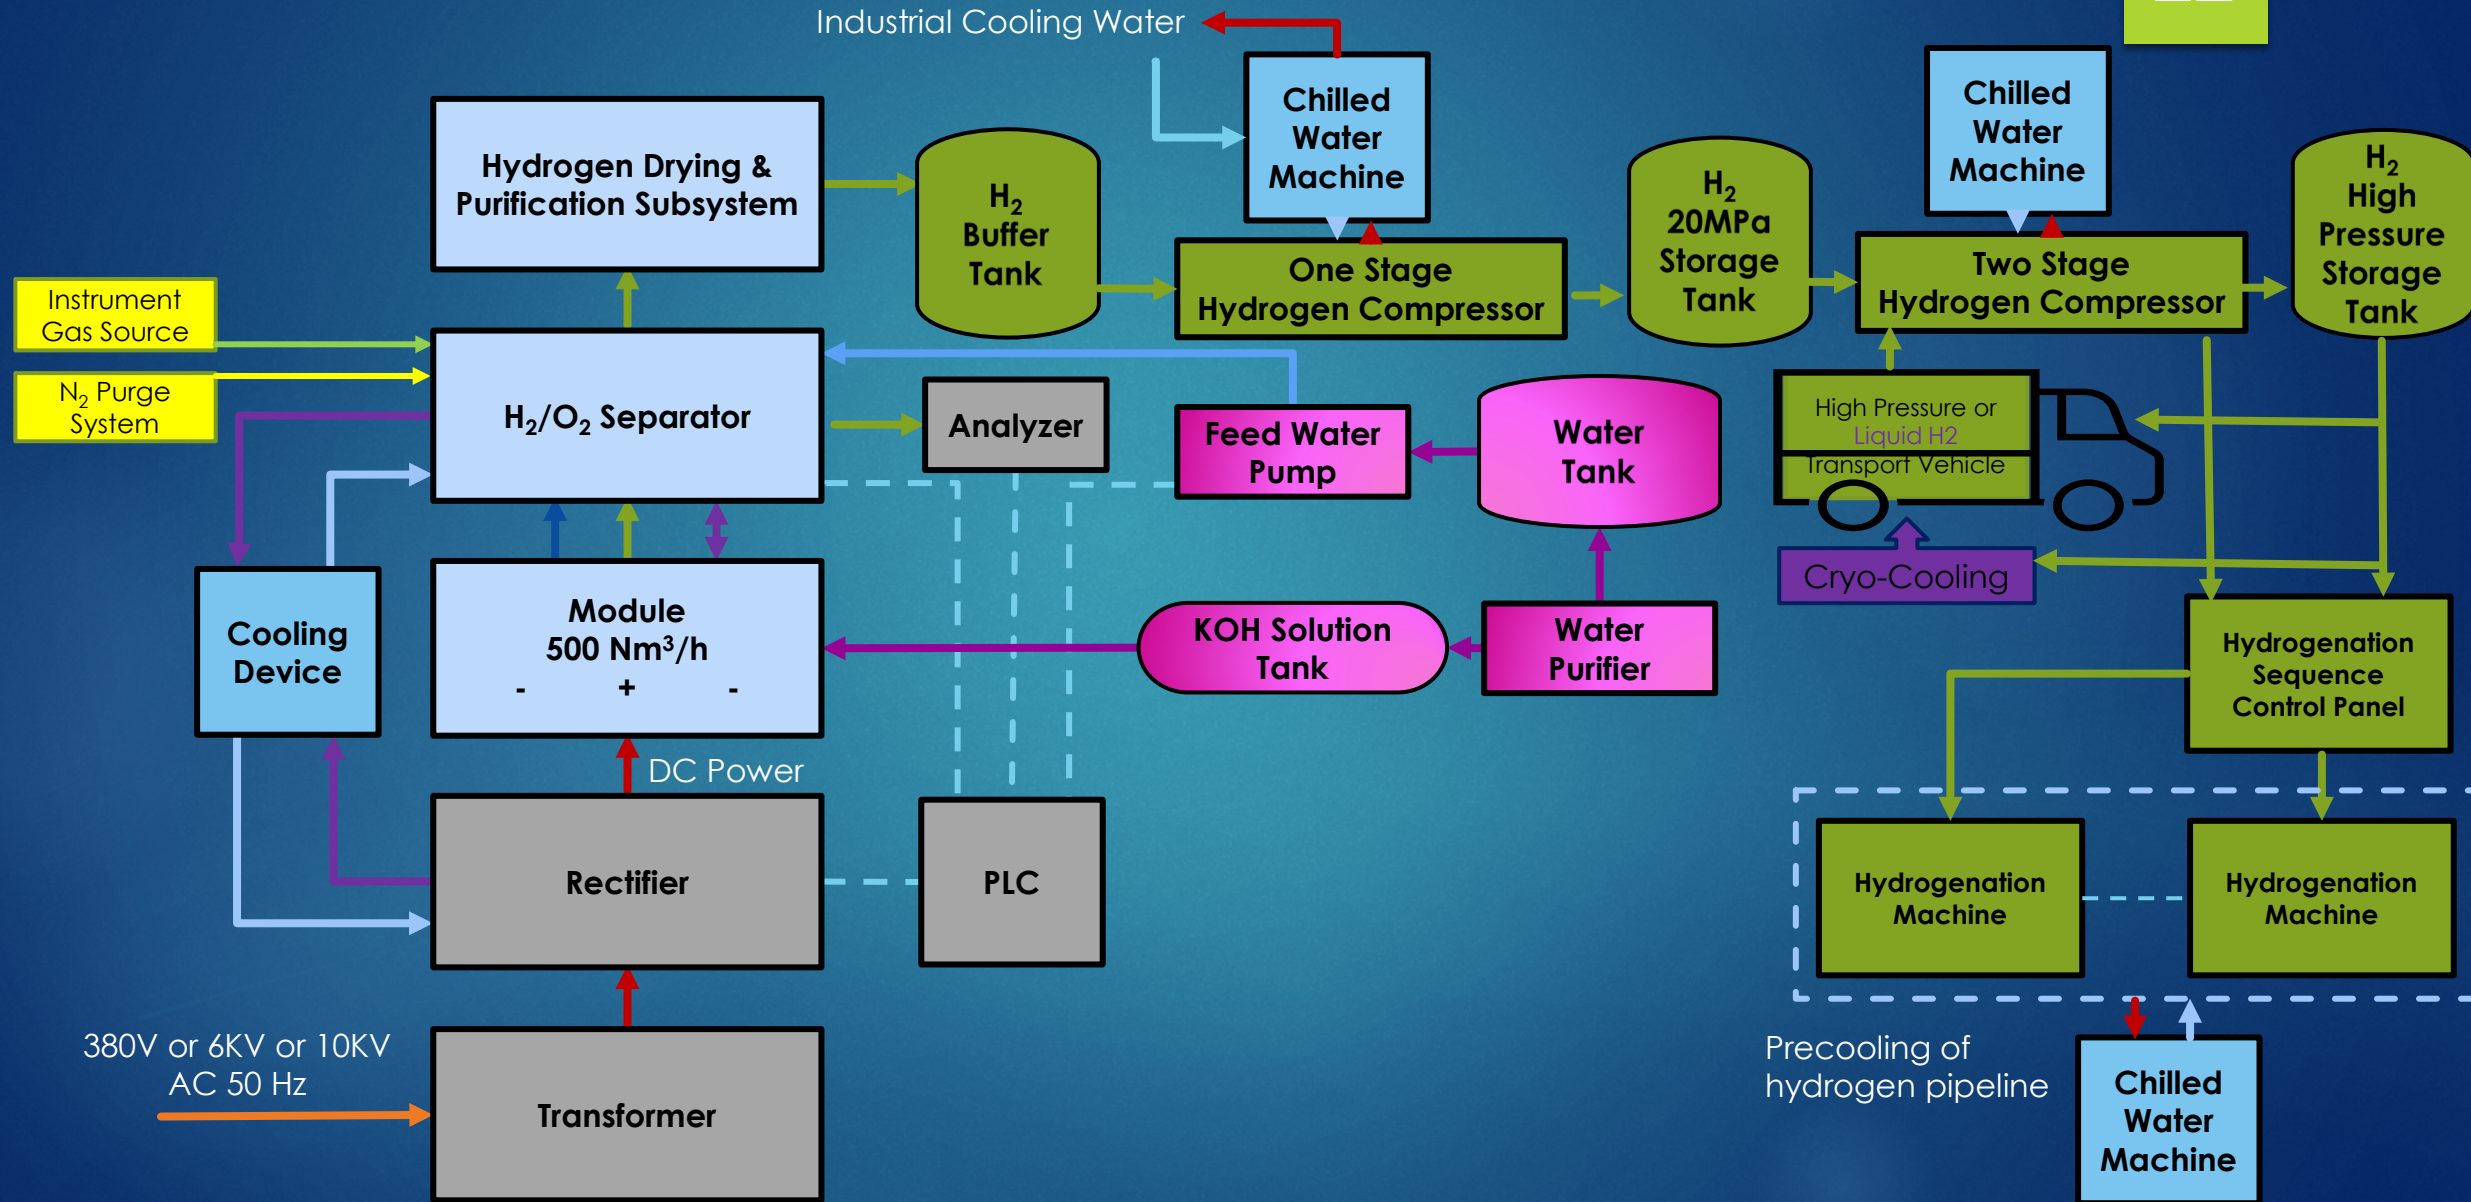 Industrial Cooling Water
Chilled
Water
Machine
Chilled
Water
Machine
Hydrogen Drying &
Purification Subsystem
H₂
Buffer
Tank
One Stage
Hydrogen Compressor
H₂
20MPa
Storage
Tank
Two Stage
Hydrogen Compressor
H₂
High
Pressure
Storage
Tank
Instrument
Gas Source
N₂ Purge
System
H₂/O₂ Separator
Analyzer
Feed Water
Pump
Water
Tank
High Pressure or
Liquid H2
Transport Vehicle
Cryo-Cooling
Cooling
Device
Module
500 Nm³/h
- + -
KOH Solution
Tank
Water
Purifier
Hydrogenation
Sequence
Control Panel
DC Power
Rectifier
PLC
Hydrogenation
Machine
Hydrogenation
Machine
380V or 6KV or 10KV
AC 50 Hz
Transformer
Precooling of
hydrogen pipeline
Chilled
Water
Machine